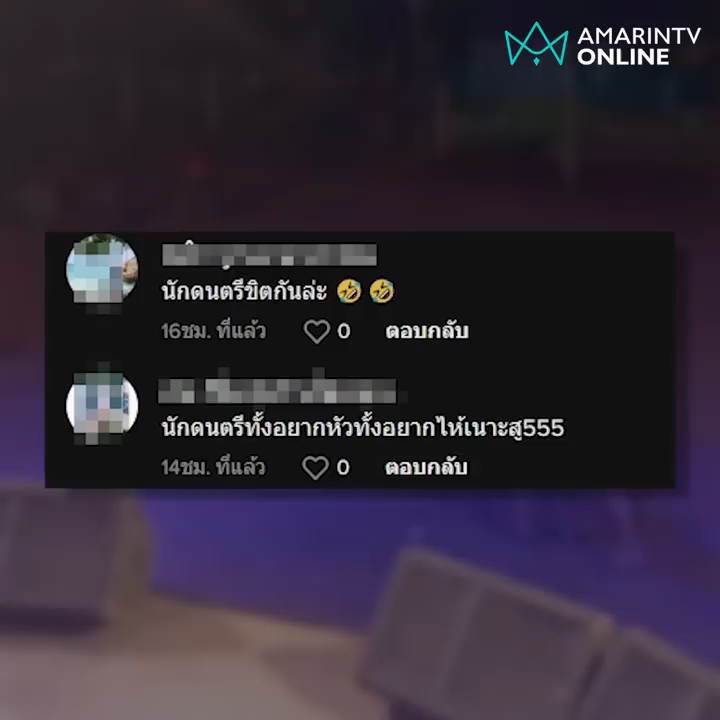 AMARINTV
ONLINE
นักดนตรีขิตกันล่ะ 🤣 🤣
16ชม. ที่แล้ว 0 ตอบกลับ
นักดนตรีทั้งอยากหัวทั้งอยากไห้เนาะสู555
14ชม. ที่แล้ว 0 ตอบกลับ